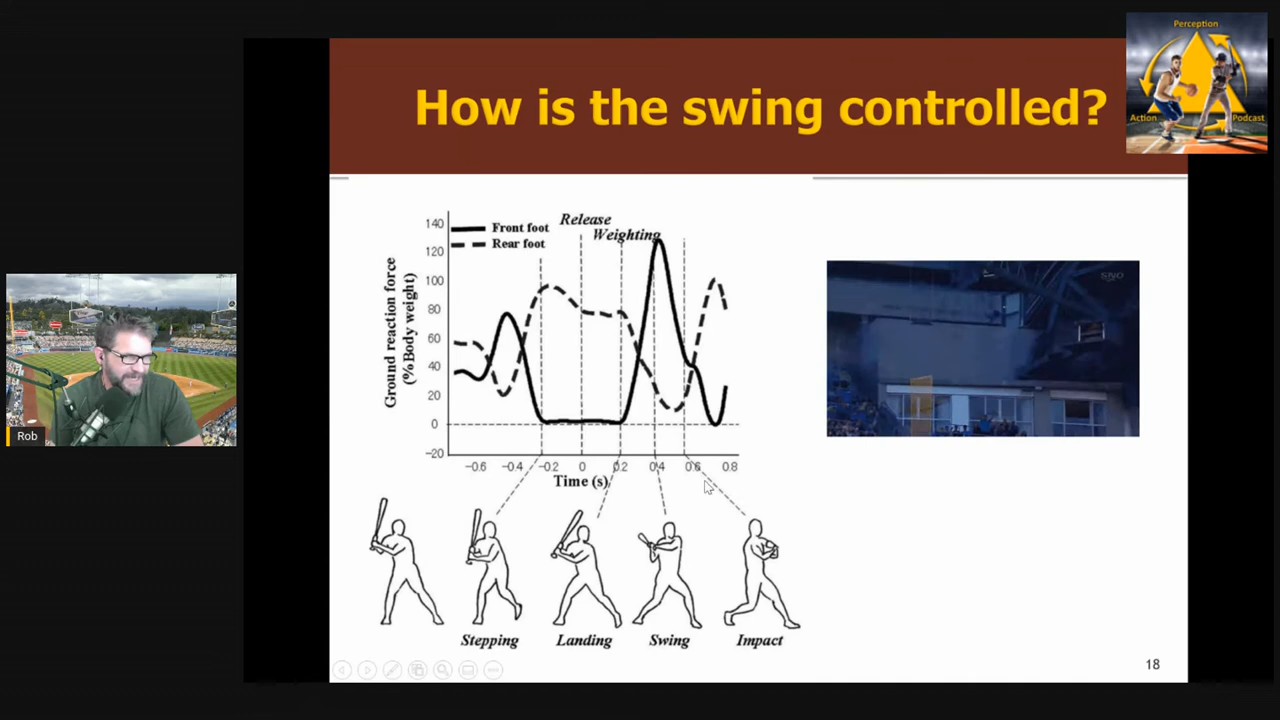 How is the swing controlled?
Perception
Action
Podcast
Release
Weighting
Front foot
Rear foot
Ground reaction force
(%Body weight)
140
120
100
80
60
40
20
0
-20
-0.6 -0.4 -0.2 0 0.2 0.4 0.6 0.8
Time (s)
Stepping Landing Swing Impact
SNO
Rob
18